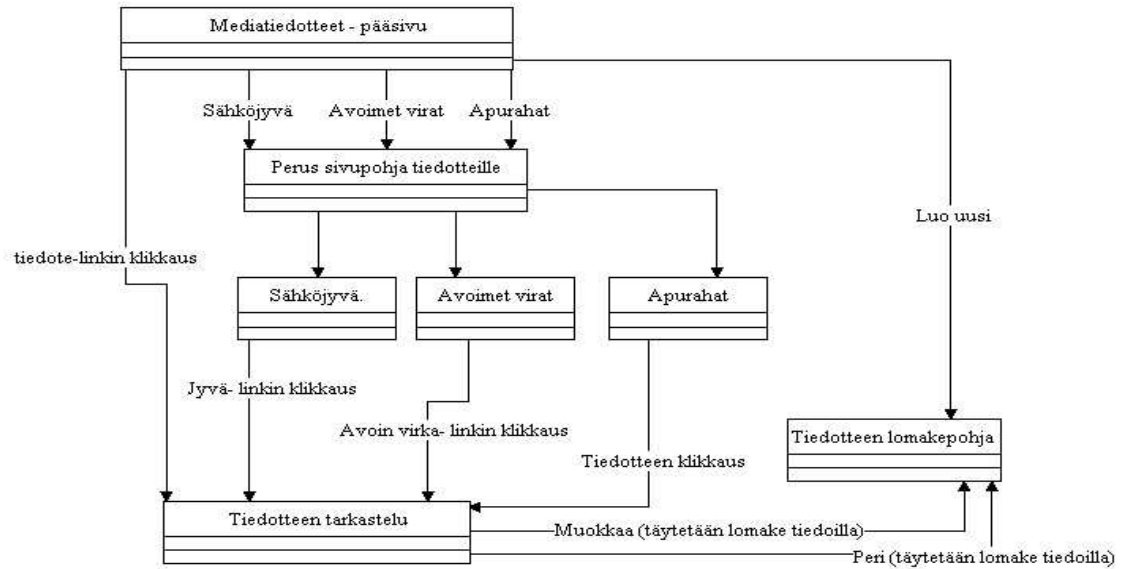 Mediatiedotteet - pääsivu
Sähköjyvä
Avoimet virat
Apurahat
Perus sivupohja tiedotteille
Luo uusi
tiedote-linkin klikkaus
Sähköjyvä.
Avoimet virat
Apurahat
Jyvä- linkin klikkaus
Avoin virka- linkin klikkaus
Tiedotteen lomakepohja
Tiedotteen klikkaus
Tiedotteen tarkastelu
Muokkaa (täytetään lomake tiedoilla)
Peri (täytetään lomake tiedoilla)